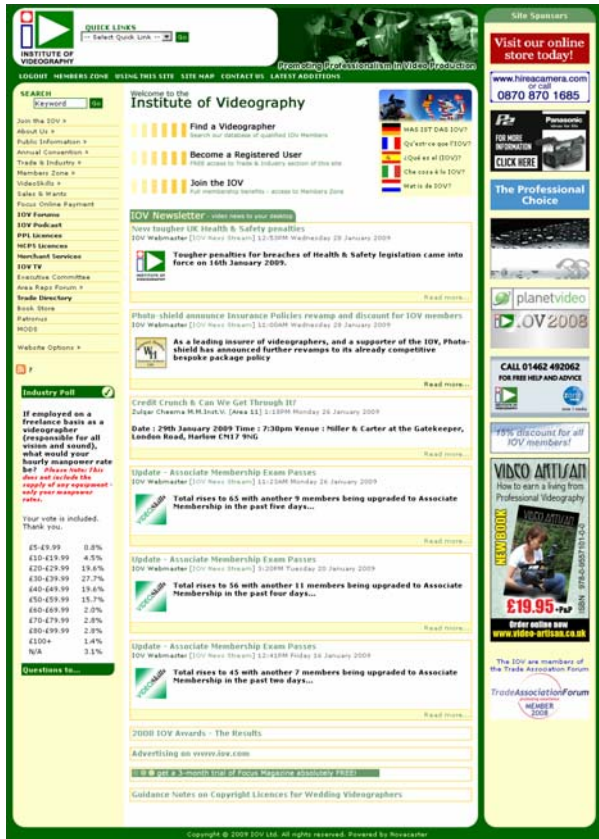 INSTITUTE OF
VIDEOGRAPHY
QUICK LINKS
-- Select Quick Link --
Go
Promoting Professionalism in Video Production
LOGOUT MEMBERS ZONE USING THIS SITE SITE MAP CONTACT US LATEST ADDITIONS
SEARCH
Keyword
Go
Join the IOV »
About Us »
Public Information »
Annual Convention »
Trade & Industry »
Members Zone »
VideoSkills »
Sales & Wants
Focus Online Payment
IOV Forums
IOV Podcast
PPL Licences
MCPS Licences
Merchant Services
IOV TV
Executive Committee
Area Reps Forum »
Trade Directory
Book Store
Patronus
MODE
Website Options »
?
Industry Poll
If employed on a
freelance basis as a
videographer
(responsible for all
vision and sound),
what would your
hourly manpower rate
be? Please Note: This
does not include the
supply of any equipment -
only your manpower
rates.
Your vote is included.
Thank you.
£5-£9.99 0.8%
£10-£19.99 4.5%
£20-£29.99 19.6%
£30-£39.99 27.7%
£40-£49.99 19.6%
£50-£59.99 15.7%
£60-£69.99 2.0%
£70-£79.99 2.8%
£80-£99.99 2.8%
£100+ 1.4%
N/A 3.1%
Questions to...
Welcome to the
Institute of Videography
Find a Videographer
Search our database of qualified IOV Members
Become a Registered User
FREE access to Trade & Industry section of this site
Join the IOV
Full membership benefits - access to Members Zone
WAS IST DAS IOV?
Qu'est-ce que l'IOV?
¿Qué es el (IOV)?
Che cosa è lo IOV?
Wat is de IOV?
IOV Newsletter - video news to your desktop
New tougher UK Health & Safety penalties
IOV Webmaster [IOV News Stream] 12:53PM Wednesday 28 January 2009
Tougher penalties for breaches of Health & Safety legislation came into
force on 16th January 2009.
Read more...
Photo-shield announce Insurance Policies revamp and discount for IOV members
IOV Webmaster [IOV News Stream] 11:00AM Wednesday 28 January 2009
As a leading insurer of videographers, and a supporter of the IOV, Photo-
shield has announced further revamps to its already competitive
bespoke package policy
Read more...
Credit Crunch & Can We Get Through It?
Zulqar Cheema M.M.Inst.V. [Area 11] 1:13PM Monday 26 January 2009
Date : 29th January 2009 Time : 7:30pm Venue : Miller & Carter at the Gatekeeper,
London Road, Harlow CM17 9NG
Update - Associate Membership Exam Passes
IOV Webmaster [IOV News Stream] 11:23AM Monday 26 January 2009
VideoSkills
Total rises to 65 with another 9 members being upgraded to Associate
Membership in the past five days...
Read more...
Update - Associate Membership Exam Passes
IOV Webmaster [IOV News Stream] 3:20PM Tuesday 20 January 2009
VideoSkills
Total rises to 56 with another 11 members being upgraded to Associate
Membership in the past four days...
Read more...
Update - Associate Membership Exam Passes
IOV Webmaster [IOV News Stream] 12:41PM Friday 16 January 2009
VideoSkills
Total rises to 45 with another 7 members being upgraded to Associate
Membership in the past two days...
Read more...
2008 IOV Awards - The Results
Advertising on www.iov.com
get a 3-month trial of Focus Magazine absolutely FREE!
Guidance Notes on Copyright Licences for Wedding Videographers
Site Sponsors
Visit our online
store today!
www.hireacamera.com
or call
0870 870 1685
P2
Panasonic
FOR MORE
INFORMATION
CLICK HERE
The Professional
Choice
planetvideo
.OV2008
CALL 01462 492062
FOR FREE HELP AND ADVICE
15% discount for all
IOV members!
VIDEO ARTISAN
How to earn a living from
Professional Videography
NEW BOOK
VIDEO ARTISAN
ISBN 978-0-9557101-0-0
£19.95 +P&P
Order online now
www.video-artisan.co.uk
The IOV are members of
the Trade Association Forum
TradeAssociationForum
MEMBER
2008
Copyright © 2009 IOV Ltd. All rights reserved. Powered by Novacaster